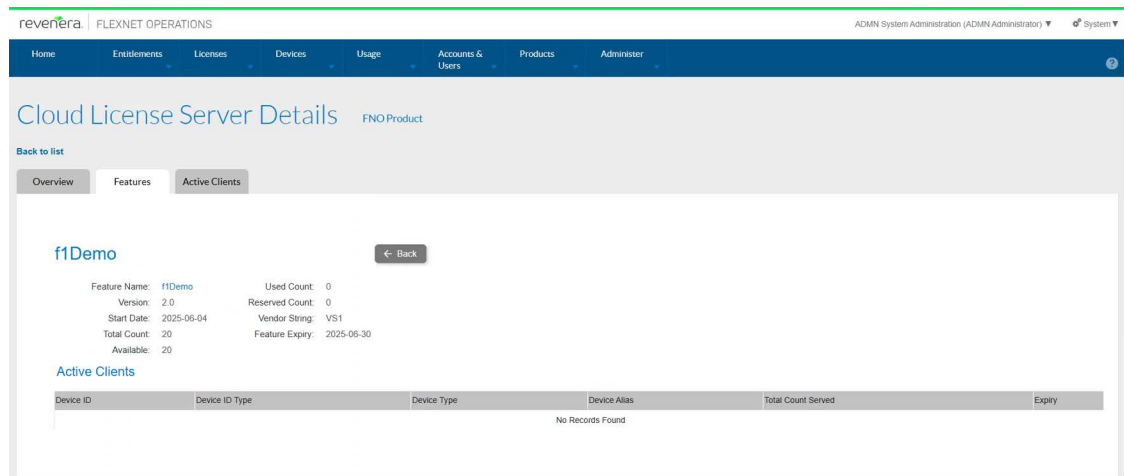 revenera. FLEXNET OPERATIONS ADMN System Administration (ADMN Administrator) ▼ System ▼
Home Entitlements Licenses Devices Usage Accounts & Users Products Administer
Cloud License Server Details FNO Product
Back to list
Overview Features Active Clients
f1Demo ← Back
Feature Name: f1Demo Used Count: 0
Version: 2.0 Reserved Count: 0
Start Date: 2025-06-04 Vendor String: VS1
Total Count: 20 Feature Expiry: 2025-06-30
Available: 20
Active Clients
Device ID Device ID Type Device Type Device Alias Total Count Served Expiry
No Records Found